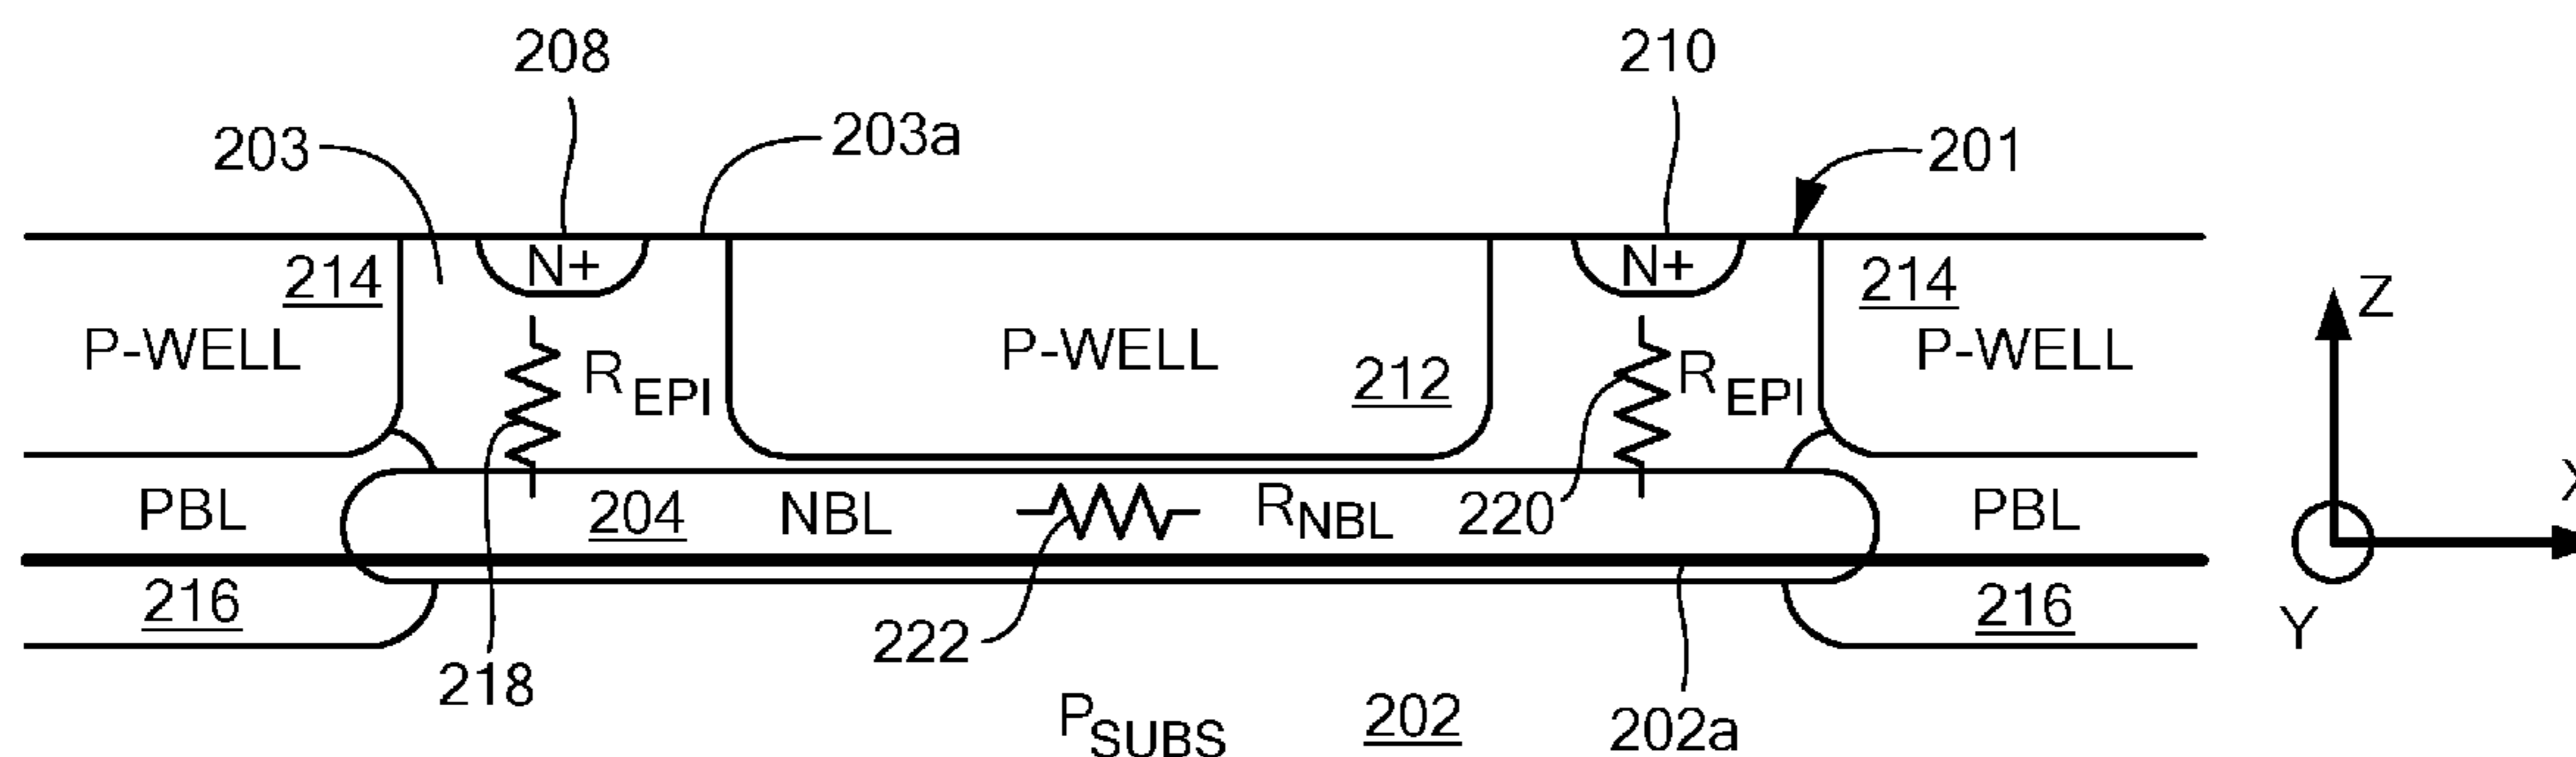 208
210
203
203a
201
N+
N+
214
214
Z
P-WELL
P-WELL
P-WELL
REPI
212
REPI
X
PBL
204
NBL
RNBL
220
PBL
216
216
222
Y
218
PSUBS
202
202a